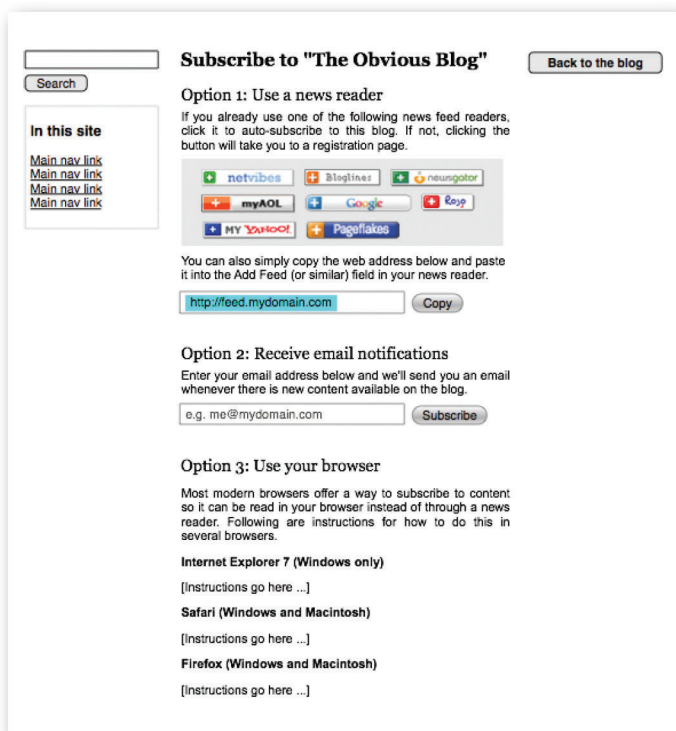 Search
In this site
Main nav link
Main nav link
Main nav link
Main nav link
Subscribe to "The Obvious Blog"
Back to the blog
Option 1: Use a news reader
If you already use one of the following news feed readers,
click it to auto-subscribe to this blog. If not, clicking the
button will take you to a registration page.
netvibes Bloglines newsgator
myAOL Google Rojo
MY YAHOO! Pageflakes
You can also simply copy the web address below and paste
it into the Add Feed (or similar) field in your news reader.
http://feed.mydomain.com Copy
Option 2: Receive email notifications
Enter your email address below and we'll send you an email
whenever there is new content available on the blog.
e.g. me@mydomain.com Subscribe
Option 3: Use your browser
Most modern browsers offer a way to subscribe to content
so it can be read in your browser instead of through a news
reader. Following are instructions for how to do this in
several browsers.
Internet Explorer 7 (Windows only)
[Instructions go here ...]
Safari (Windows and Macintosh)
[Instructions go here ...]
Firefox (Windows and Macintosh)
[Instructions go here ...]